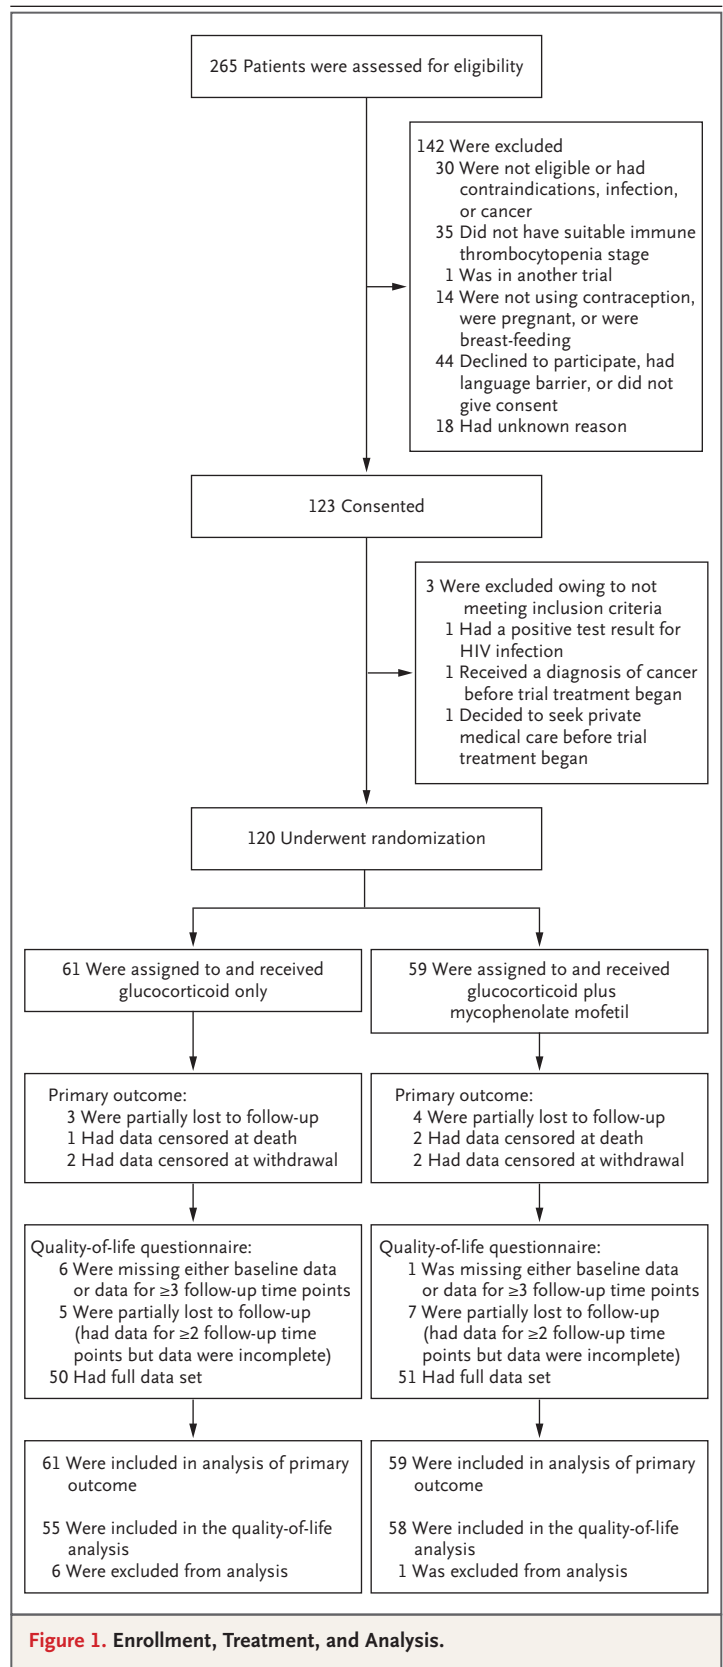 265 Patients were assessed for eligibility
142 Were excluded
30 Were not eligible or had
contraindications, infection,
or cancer
35 Did not have suitable immune
thrombocytopenia stage
1 Was in another trial
14 Were not using contraception,
were pregnant, or were
breast-feeding
44 Declined to participate, had
language barrier, or did not
give consent
18 Had unknown reason
123 Consented
3 Were excluded owing to not
meeting inclusion criteria
1 Had a positive test result for
HIV infection
1 Received a diagnosis of cancer
before trial treatment began
1 Decided to seek private
medical care before trial
treatment began
120 Underwent randomization
61 Were assigned to and received
glucocorticoid only
59 Were assigned to and received
glucocorticoid plus
mycophenolate mofetil
Primary outcome:
3 Were partially lost to follow-up
1 Had data censored at death
2 Had data censored at withdrawal
Primary outcome:
4 Were partially lost to follow-up
2 Had data censored at death
2 Had data censored at withdrawal
Quality-of-life questionnaire:
6 Were missing either baseline data
or data for ≥3 follow-up time points
5 Were partially lost to follow-up
(had data for ≥2 follow-up time
points but data were incomplete)
50 Had full data set
Quality-of-life questionnaire:
1 Was missing either baseline data
or data for ≥3 follow-up time points
7 Were partially lost to follow-up
(had data for ≥2 follow-up time
points but data were incomplete)
51 Had full data set
61 Were included in analysis of primary
outcome
55 Were included in the quality-of-life
analysis
6 Were excluded from analysis
59 Were included in analysis of primary
outcome
58 Were included in the quality-of-life
analysis
1 Was excluded from analysis
Figure 1. Enrollment, Treatment, and Analysis.